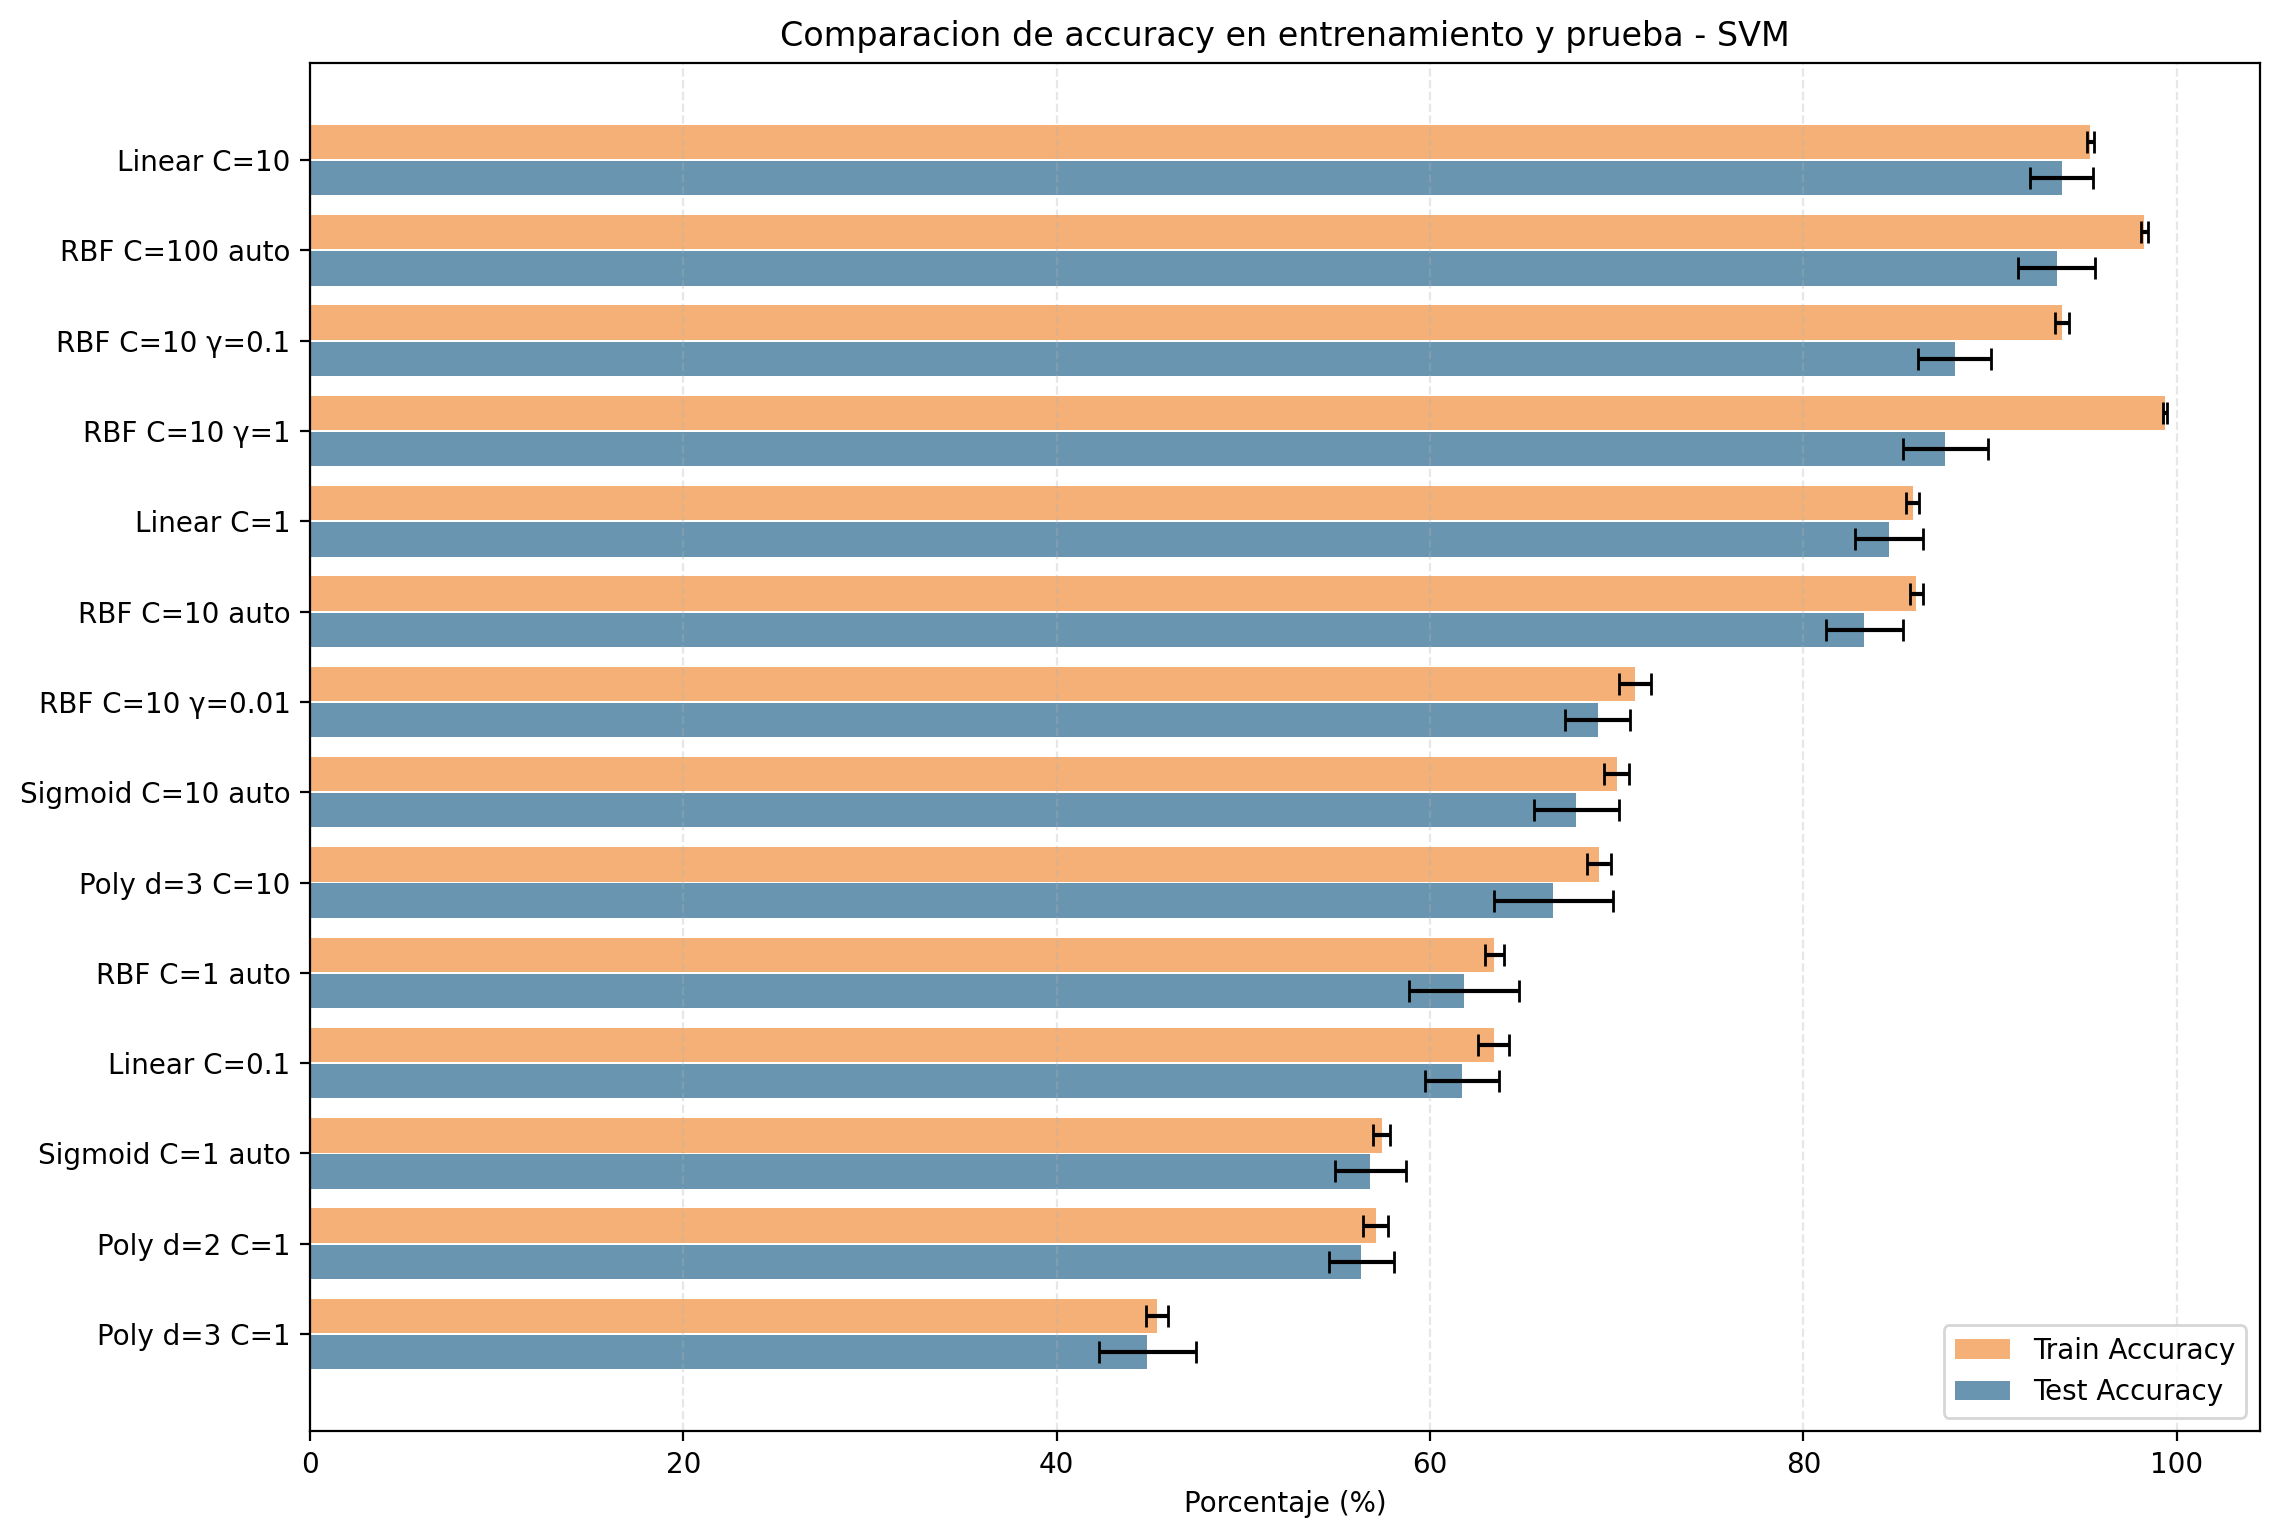 Comparacion de accuracy en entrenamiento y prueba - SVM
Linear C=10
RBF C=100 auto
RBF C=10 γ=0.1
RBF C=10 γ=1
Linear C=1
RBF C=10 auto
RBF C=10 γ=0.01
Sigmoid C=10 auto
Poly d=3 C=10
RBF C=1 auto
Linear C=0.1
Sigmoid C=1 auto
Poly d=2 C=1
Poly d=3 C=1
Train Accuracy
Test Accuracy
0 20 40 60 80 100
Porcentaje (%)